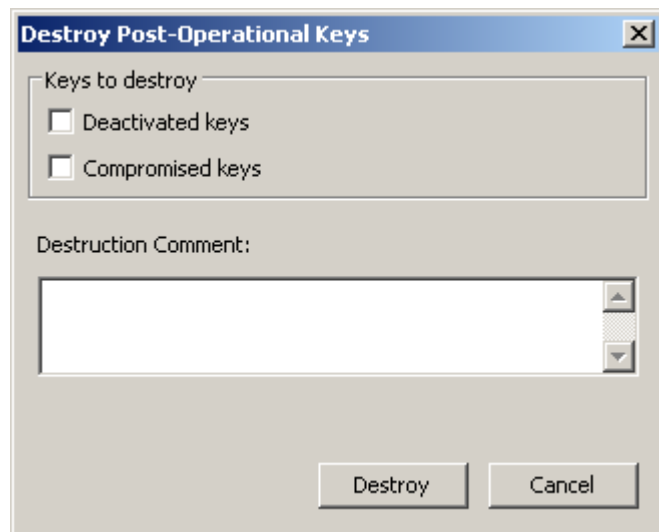 Destroy Post-Operational Keys
Keys to destroy
Deactivated keys
Compromised keys
Destruction Comment:
Destroy Cancel